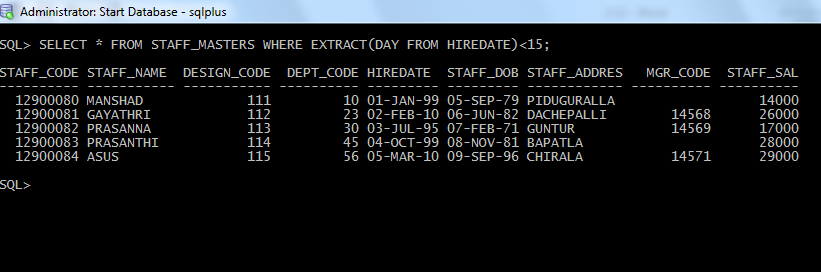 Administrator: Start Database - sqlplus
SQL> SELECT * FROM STAFF_MASTERS WHERE EXTRACT(DAY FROM HIREDATE)<15;
STAFF_CODE STAFF_NAME DESIGN_CODE DEPT_CODE HIREDATE STAFF_DOB STAFF_ADDRES MGR_CODE STAFF_SAL
---------- ---------- ----------- ---------- --------- --------- ------------ ---------- ----------
12900080 MANSHAD 111 10 01-JAN-99 05-SEP-79 PIDUGURALLA 14000
12900081 GAYATHRI 112 23 02-FEB-10 06-JUN-82 DACHEPALLI 14568 26000
12900082 PRASANNA 113 30 03-JUL-95 07-FEB-71 GUNTUR 14569 17000
12900083 PRASANTHI 114 45 04-OCT-99 08-NOV-81 BAPATLA 28000
12900084 ASUS 115 56 05-MAR-10 09-SEP-96 CHIRALA 14571 29000
SQL>